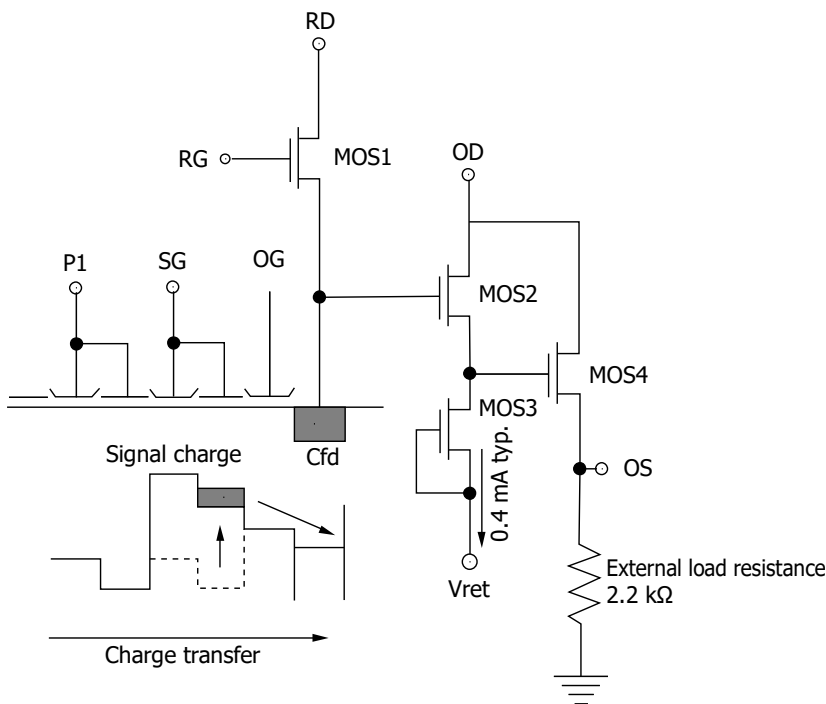 RD
RG
MOS1
OD
P1
SG
OG
MOS2
MOS4
MOS3
Cfd
Signal charge
0.4 mA typ.
OS
Vret
External load resistance
2.2 kΩ
Charge transfer